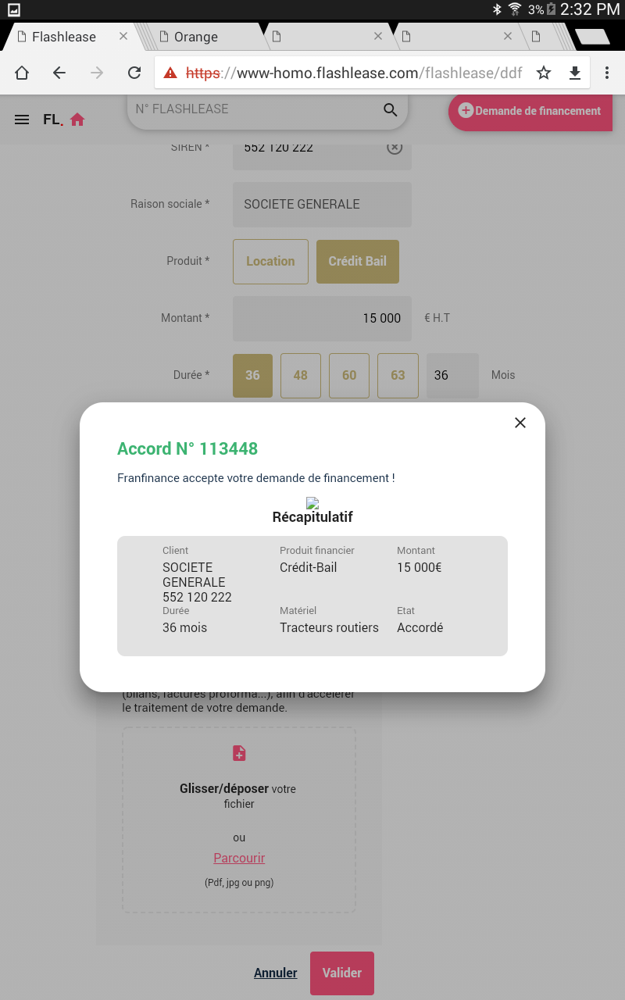 3% 2:32 PM
Flashlease
Orange
https://www-homo.flashlease.com/flashlease/ddf
N° FLASHLEASE
FL.
Demande de financement
SIREN * 552 120 222
Raison sociale * SOCIETE GENERALE
Produit * Location Crédit Bail
Montant * 15 000 € H.T
Durée * 36 48 60 63 36 Mois
Accord N° 113448
Franfinance accepte votre demande de financement !
Récapitulatif
Client Produit financier Montant
SOCIETE Crédit-Bail 15 000€
GENERALE
552 120 222
Durée Matériel Etat
36 mois Tracteurs routiers Accordé
(bilans, factures proforma...), afin d'accélérer
le traitement de votre demande.
Glisser/déposer votre
fichier
ou
Parcourir
(Pdf, jpg ou png)
Annuler Valider